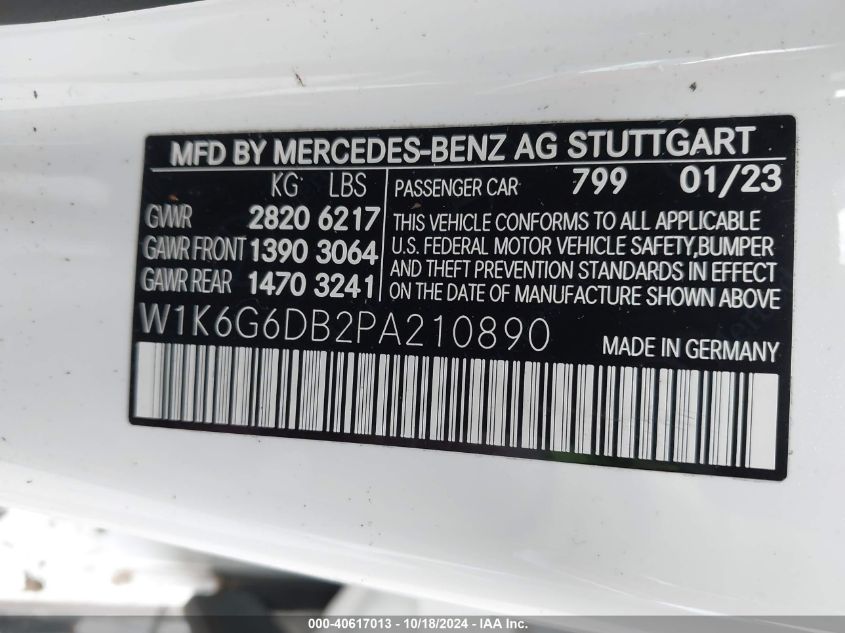 MFD BY MERCEDES-BENZ AG STUTTGART
KG LBS
GVWR 2820 6217
GAWR FRONT 1390 3064
GAWR REAR 1470 3241
PASSENGER CAR 799 01/23
THIS VEHICLE CONFORMS TO ALL APPLICABLE
U.S. FEDERAL MOTOR VEHICLE SAFETY,BUMPER
AND THEFT PREVENTION STANDARDS IN EFFECT
ON THE DATE OF MANUFACTURE SHOWN ABOVE
W1K6G6DB2PA210890
MADE IN GERMANY
000-40617013 - 10/18/2024 - IAA Inc.